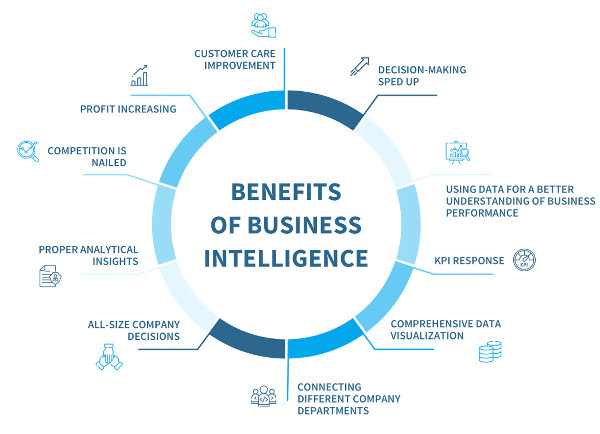 CUSTOMER CARE
IMPROVEMENT
DECISION-MAKING
SPED UP
PROFIT INCREASING
COMPETITION IS
NAILED
USING DATA FOR A BETTER
UNDERSTANDING OF BUSINESS
PERFORMANCE
BENEFITS
OF BUSINESS
INTELLIGENCE
PROPER ANALYTICAL
INSIGHTS
KPI RESPONSE
KPI
ALL-SIZE COMPANY
DECISIONS
COMPREHENSIVE DATA
VISUALIZATION
CONNECTING
DIFFERENT COMPANY
DEPARTMENTS